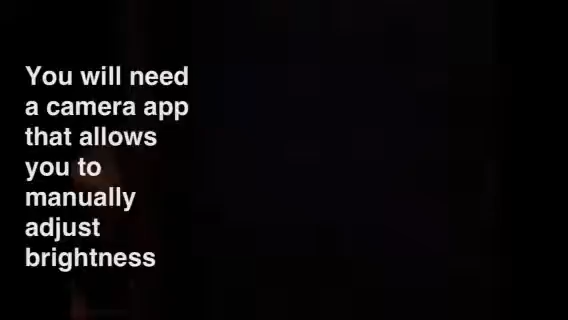 You will need
a camera app
that allows
you to
manually
adjust
brightness